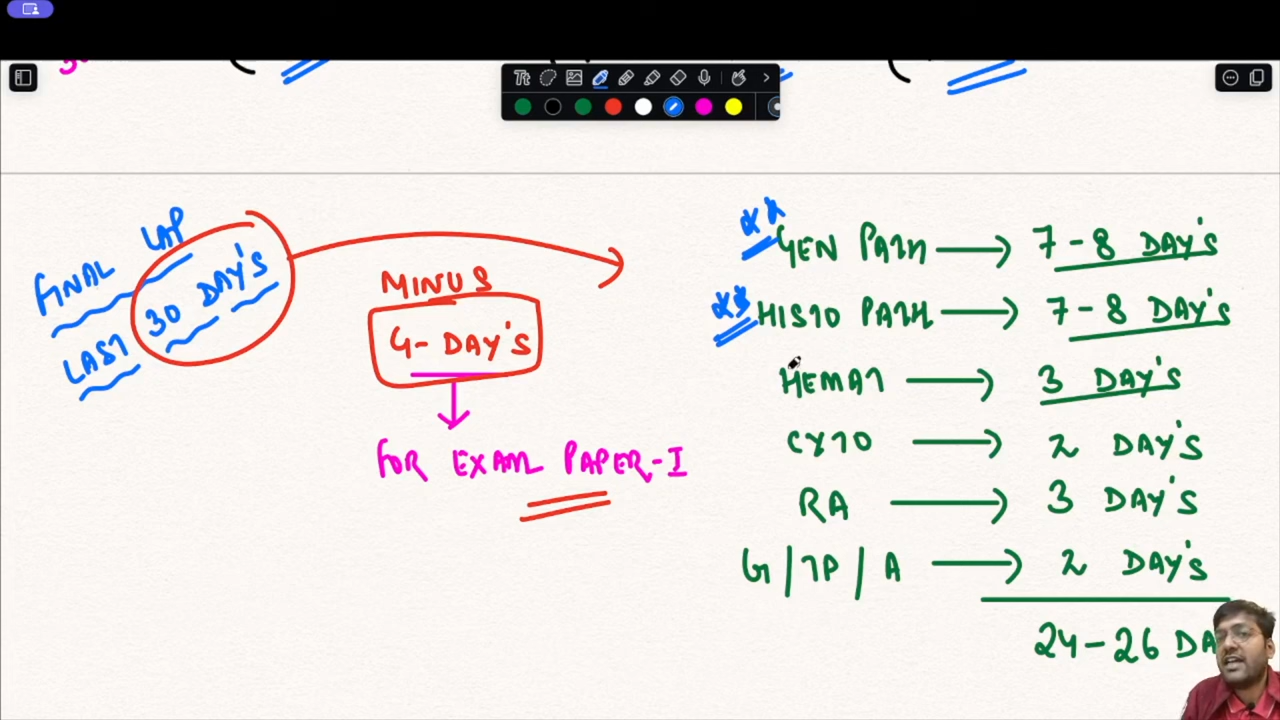 FINAL LAP
LAST 30 DAY'S
MINUS
4- DAY'S
FOR EXAM PAPER-I
GEN PATH → 7-8 DAY'S
HISTO PATH → 7-8 DAY'S
HEMAT → 3 DAY'S
CYTO → 2 DAY'S
RA → 3 DAY'S
G/TP/A → 2 DAY'S
24-26 DA